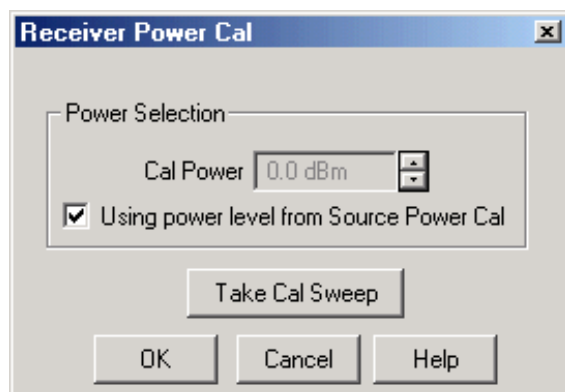 Receiver Power Cal
Power Selection
Cal Power 0.0 dBm
Using power level from Source Power Cal
Take Cal Sweep
OK Cancel Help